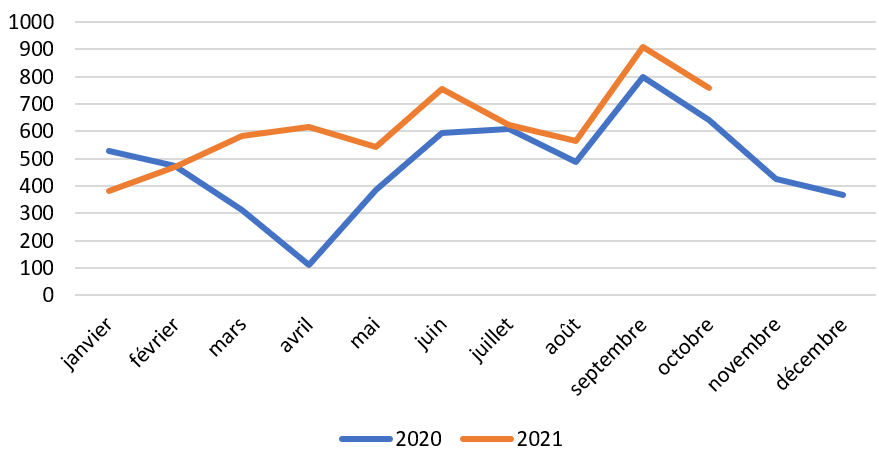 1000
900
800
700
600
500
400
300
200
100
0
janvier
février
mars
avril
mai
juin
juillet
août
septembre
octobre
novembre
décembre
2020
2021